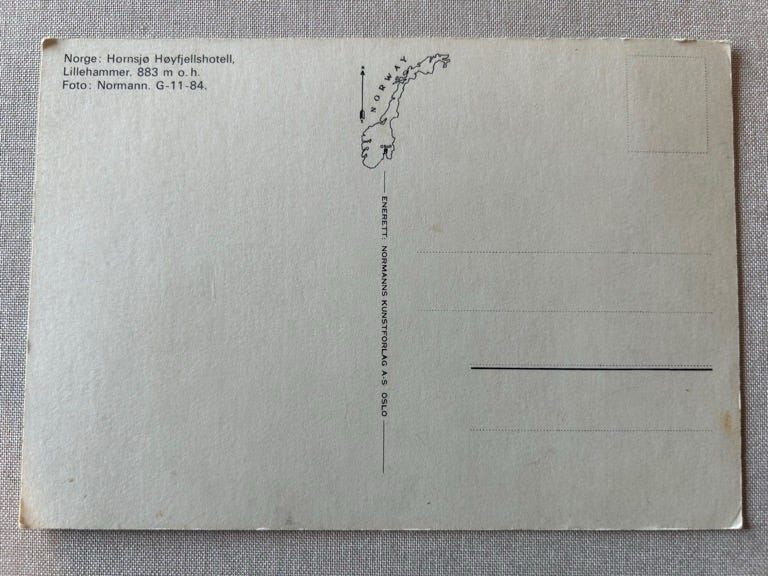 Norge: Hornsjø Høyfjellshotell,
Lillehammer. 883 m o. h.
Foto: Normann. G-11-84.
NORWAY
ENERETT: NORMANNS KUNSTFORLAG A-S OSLO